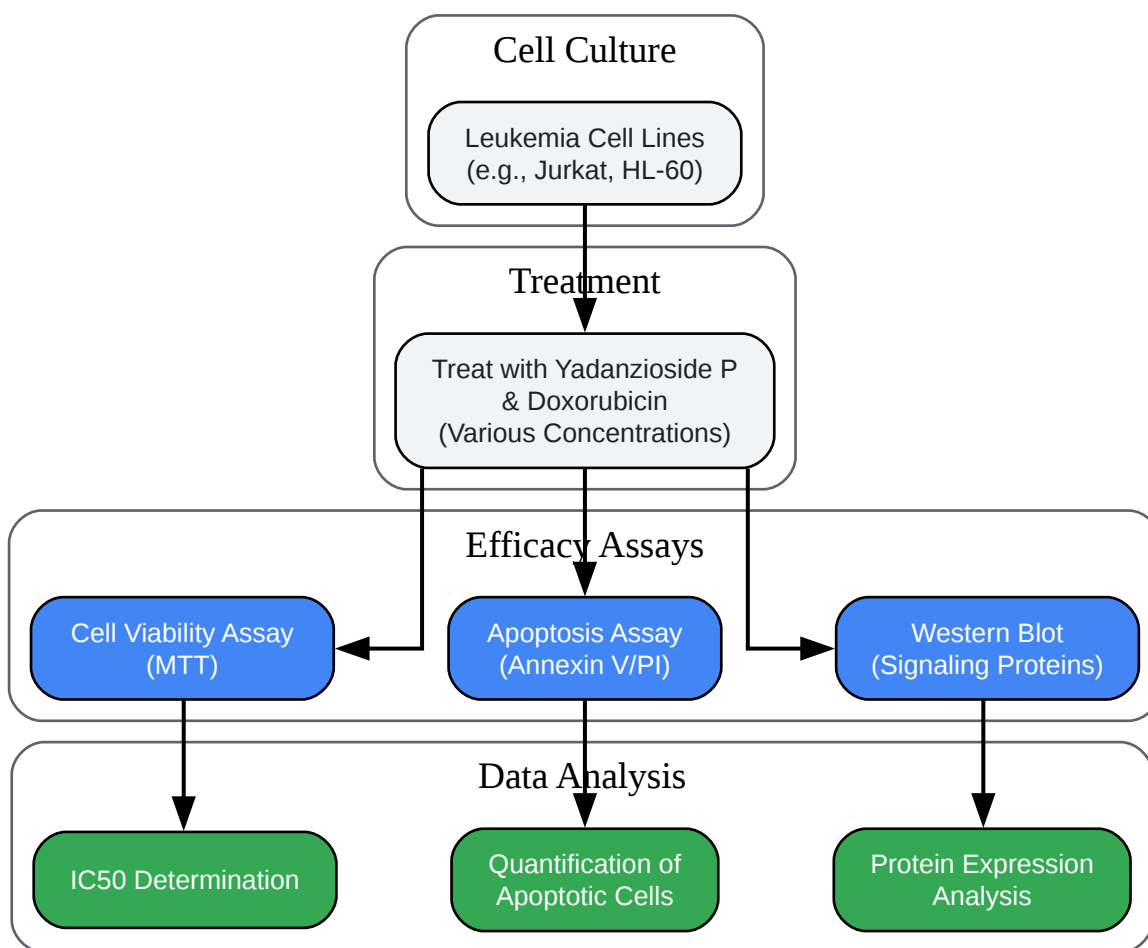 Cell Culture
Leukemia Cell Lines
(e.g., Jurkat, HL-60)
Treatment
Treat with Yadanzioside P
& Doxorubicin
(Various Concentrations)
Efficacy Assays
Cell Viability Assay
(MTT)
Apoptosis Assay
(Annexin V/PI)
Western Blot
(Signaling Proteins)
Data Analysis
IC50 Determination
Quantification of
Apoptotic Cells
Protein Expression
Analysis